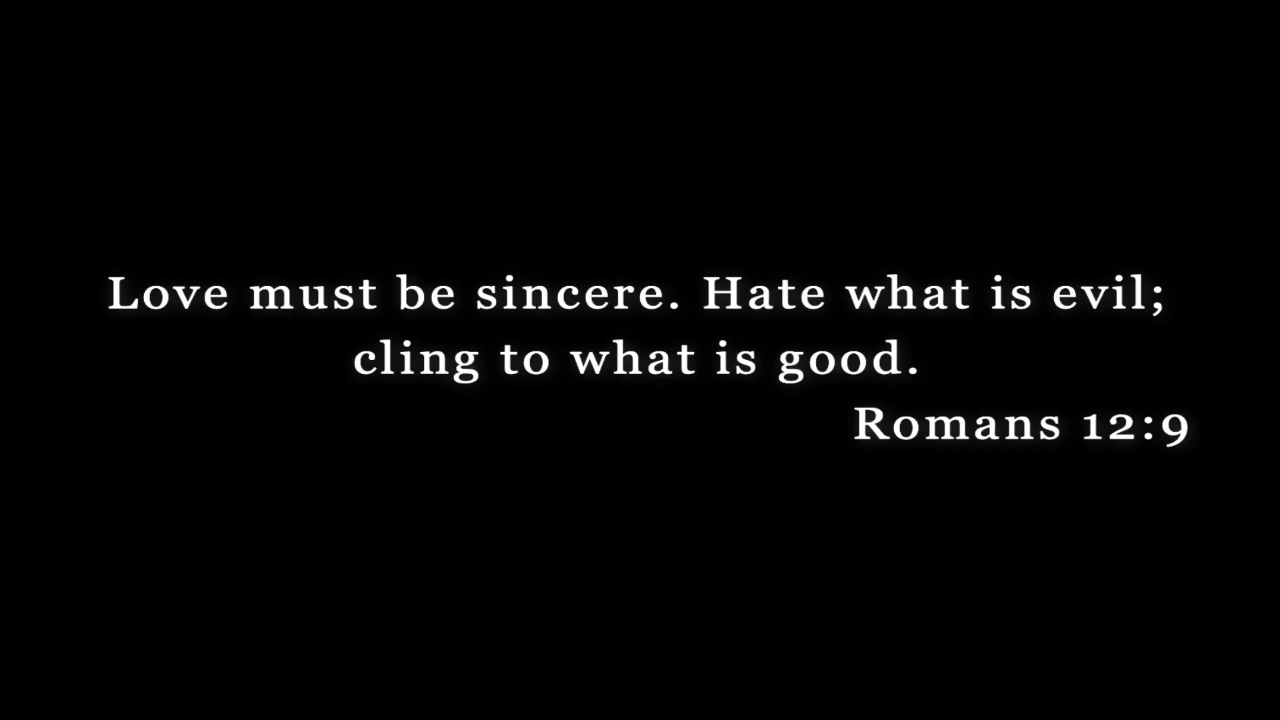 Love must be sincere. Hate what is evil;
cling to what is good.
Romans 12:9